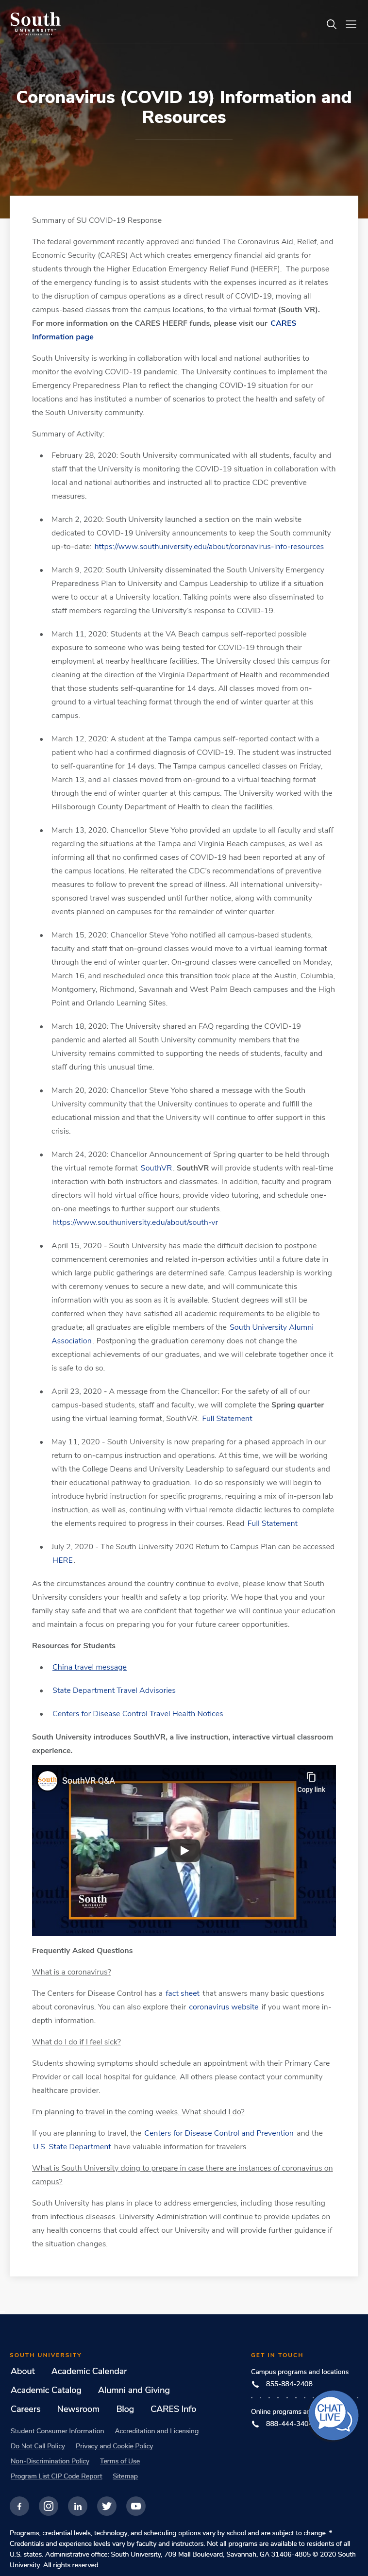 South
UNIVERSITY
Coronavirus (COVID 19) Information and
Resources
Summary of SU COVID-19 Response
The federal government recently approved and funded The Coronavirus Aid, Relief, and
Economic Security (CARES) Act which creates emergency financial aid grants for
students through the Higher Education Emergency Relief Fund (HEERF). The purpose
of the funding is to assist students with expenses and emergencies incurred as it relates
the disruption of campus operations as a direct result of COVID-19, moving all
campus-based classes from the campus locations, to the virtual format (South VR).
For more information on the CARES HEERF funds, please visit our CARES
Information page
South University is working in collaboration with local and national authorities to
monitor the evolving COVID-19 pandemic. The University continues to implement the
Emergency Preparedness Plan to reflect the changing COVID-19 situation for our
locations and has instituted a number of scenarios to protect the health and safety of
the South University community.
Summary of Activity:
• February 28, 2020: South University communicated with all students, faculty and
staff that the University is monitoring the COVID-19 situation in collaboration with
local and national authorities and instructed all to practice CDC preventive
measures.
• March 2, 2020: South University launched a section on the main website
dedicated to COVID-19 University announcements to keep the South community
up-to-date: https://www.southuniversity.edu/about/coronavirus-info-resources
• March 9, 2020: South University disseminated the South University Emergency
Preparedness Plan to University and Campus Leadership to utilize if a situation
were to occur at a University location. Talking points were also disseminated to
staff members regarding the University's response to COVID-19.
• March 11, 2020: Students at the VA Beach campus self-reported possible
exposure to someone who was being tested for COVID-19 through their
employment at nearby healthcare facilities. The University closed this campus for
cleaning at the direction of the Virginia Department of Health and recommended
that those students self-quarantine for 14 days. All classes moved from on-
ground to a virtual teaching format through the end of winter quarter at this
campus.
• March 12, 2020: A student at the Tampa campus self-reported contact with a
patient who had a confirmed diagnosis of COVID-19. The student was instructed
to self-quarantine for 14 days. The Tampa campus cancelled classes on Friday,
March 13, and all classes moved from on-ground to a virtual teaching format
through the end of winter quarter at this campus. The University worked with the
Hillsborough County Department of Health to clean the facilities.
• March 13, 2020: Chancellor Steve Yoho provided an update to all faculty and staff
regarding the situations at the Tampa and Virginia Beach campuses, as well as
informing all that no confirmed cases of COVID-19 had been reported at any of
the campus locations. He reiterated the CDC's recommendations of preventive
measures to follow to prevent the spread of illness. All international university-
sponsored travel was suspended until further notice, along with community
events planned on campuses for the remainder of winter quarter.
• March 15, 2020: Chancellor Steve Yoho notified all campus-based students,
faculty and staff that on-ground classes would move to a virtual learning format
through the end of winter quarter. On-ground classes were cancelled on Monday,
March 16, and rescheduled once this transition took place at the Austin, Columbia,
Montgomery, Richmond, Savannah and West Palm Beach campuses and the High
Point and Orlando Learning Sites.
• March 18, 2020: The University shared an FAQ regarding the COVID-19
pandemic and alerted all South University community members that the
University remains committed to supporting the needs of students, faculty and
staff during this unusual time.
• March 20, 2020: Chancellor Steve Yoho shared a message with the South
University community that the University continues to operate and fulfill the
educational mission and that the University will continue to offer support in this
crisis.
• March 24, 2020: Chancellor Announcement of Spring quarter to be held through
the virtual remote format SouthVR. SouthVR will provide students with real-time
interaction with both instructors and classmates. In addition, faculty and program
directors will hold virtual office hours, provide video tutoring, and schedule one-
on-one meetings to further support our students.
https://www.southuniversity.edu/about/south-vr
• April 15, 2020 - South University has made the difficult decision to postpone
commencement ceremonies and related in-person activities until a future date in
which large public gatherings are determined safe. Campus leadership is working
with ceremony venues to secure a new date, and this information will be
communicated with you as soon as it is available. Student degrees will still be
conferred when they have satisfied all academic requirements to be eligible to
graduate; all graduates are eligible members of the South University Alumni
Association. Postponing the graduation ceremony does not change the
exceptional achievements of our graduates, and we will celebrate together once it
is safe to do so.
• April 23, 2020 - A message from the Chancellor: For the safety of all of our
campus-based students, staff and faculty, we will complete the Spring quarter
using the virtual learning format, SouthVR. Full Statement
• May 11, 2020 - South University is now preparing for a phased approach in our
return to on-campus instruction and operations. At this time, we will be working
with the College Deans and University Leadership to safeguard our students and
their educational pathway to graduation. To do so responsibly we will begin to
introduce hybrid instruction for specific programs, requiring a mix of in-person lab
instruction, as well as, continuing with virtual remote didactic lectures to complete
the elements required to progress in their courses. Read Full Statement
• July 2, 2020 - The South University 2020 Return to Campus Plan can be accessed
HERE.
As the circumstances around the country continue to evolve, please know that South
University considers your health and safety a top priority. We hope that you and your
family stay safe and that we are confident that together we will continue your education
and maintain a focus on preparing you for your future career opportunities.
Resources for Students
• China travel message
• State Department Travel Advisories
• Centers for Disease Control Travel Health Notices
South University introduces SouthVR, a live instruction, interactive virtual classroom
experience.
SouthVR Q&A
Copy link
South
UNIVERSITY
Frequently Asked Questions
What is a coronavirus?
The Centers for Disease Control has a fact sheet that answers many basic questions
about coronavirus. You can also explore their coronavirus website if you want more in-
depth information.
What do I do if I feel sick?
Students showing symptoms should schedule an appointment with their Primary Care
Provider or call local hospital for guidance. All others please contact your community
healthcare provider.
I'm planning to travel in the coming weeks. What should I do?
If you are planning to travel, the Centers for Disease Control and Prevention and the
U.S. State Department have valuable information for travelers.
What is South University doing to prepare in case there are instances of coronavirus on
campus?
South University has plans in place to address emergencies, including those resulting
from infectious diseases. University Administration will continue to provide updates on
any health concerns that could affect our University and will provide further guidance if
the situation changes.
SOUTH UNIVERSITY
About Academic Calendar
Academic Catalog Alumni and Giving
Careers Newsroom Blog CARES Info
Student Consumer Information Accreditation and Licensing
Do Not Call Policy Privacy and Cookie Policy
Non-Discrimination Policy Terms of Use
Program List CIP Code Report Sitemap
GET IN TOUCH
Campus programs and locations
855-884-2408
Online programs
888-444-340
CHAT
LIVE
Programs, credential levels, technology, and scheduling options vary by school and are subject to change. *
Credentials and experience levels vary by faculty and instructors. Not all programs are available to residents of all
U.S. states. Administrative office: South University, 709 Mall Boulevard, Savannah, GA 31406-4805 © 2020 South
University. All rights reserved.